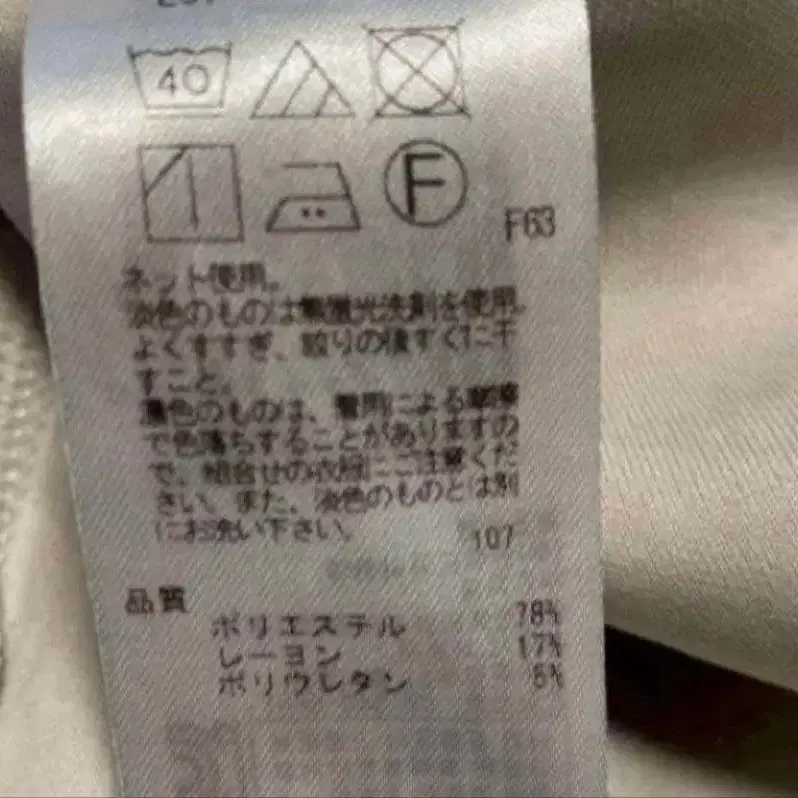 40
F
F63
ネット使用。
淡色のものは無蛍光洗剤を使用。
よくすすぎ、絞りの後すぐに干
すこと。
濃色のものは、着用による摩擦
で色落ちすることがありますの
で、組合せの衣服にご注意くだ
さい。また、淡色のものとは別
にお洗い下さい。
107
品質
ポリエステル 78%
レーヨン 17%
ポリウレタン 5%